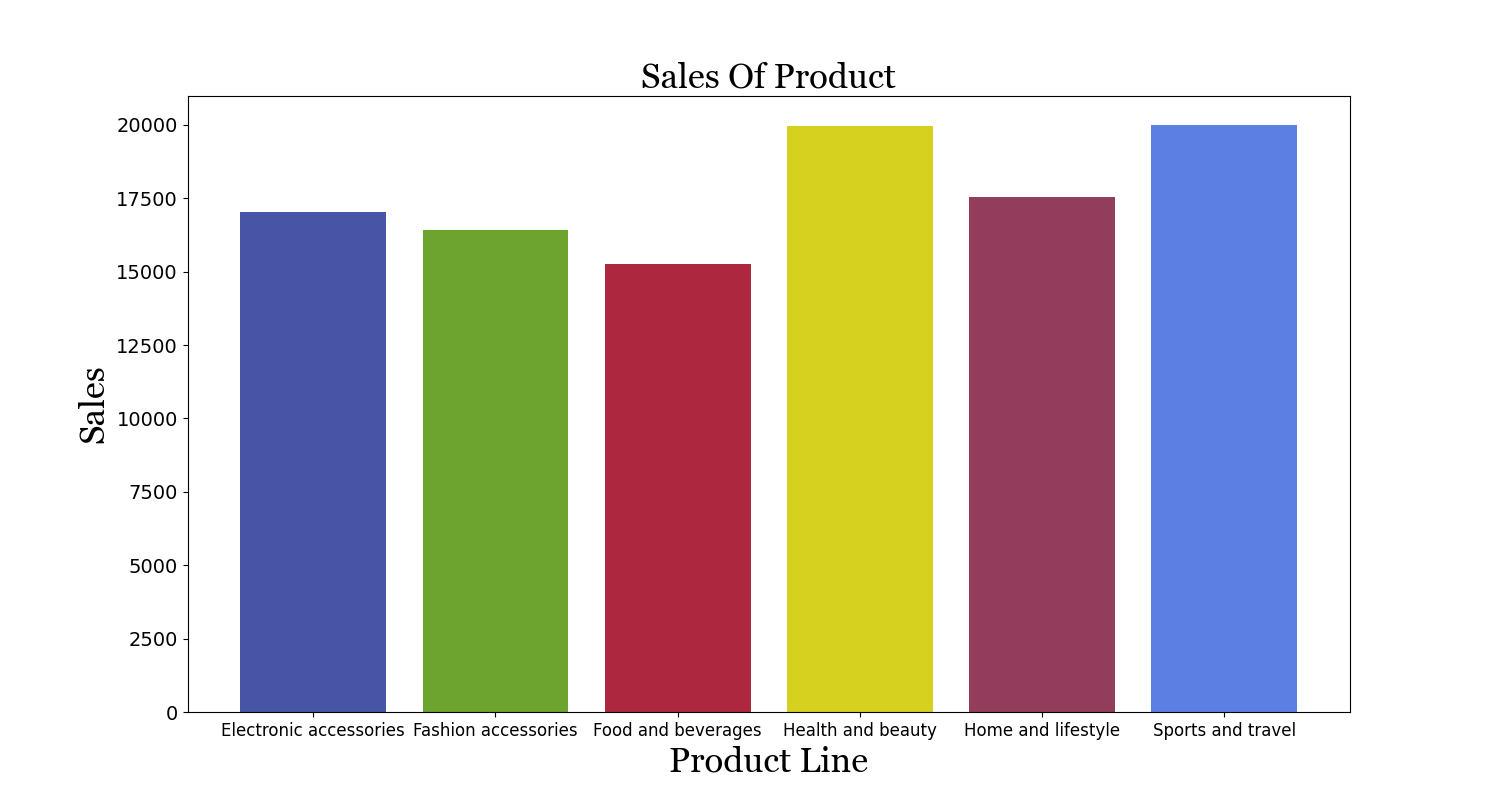 Sales Of Product
20000
17500
15000
12500
10000
7500
5000
2500
0
Sales
Electronic accessories Fashion accessories Food and beverages Health and beauty Home and lifestyle Sports and travel
Product Line